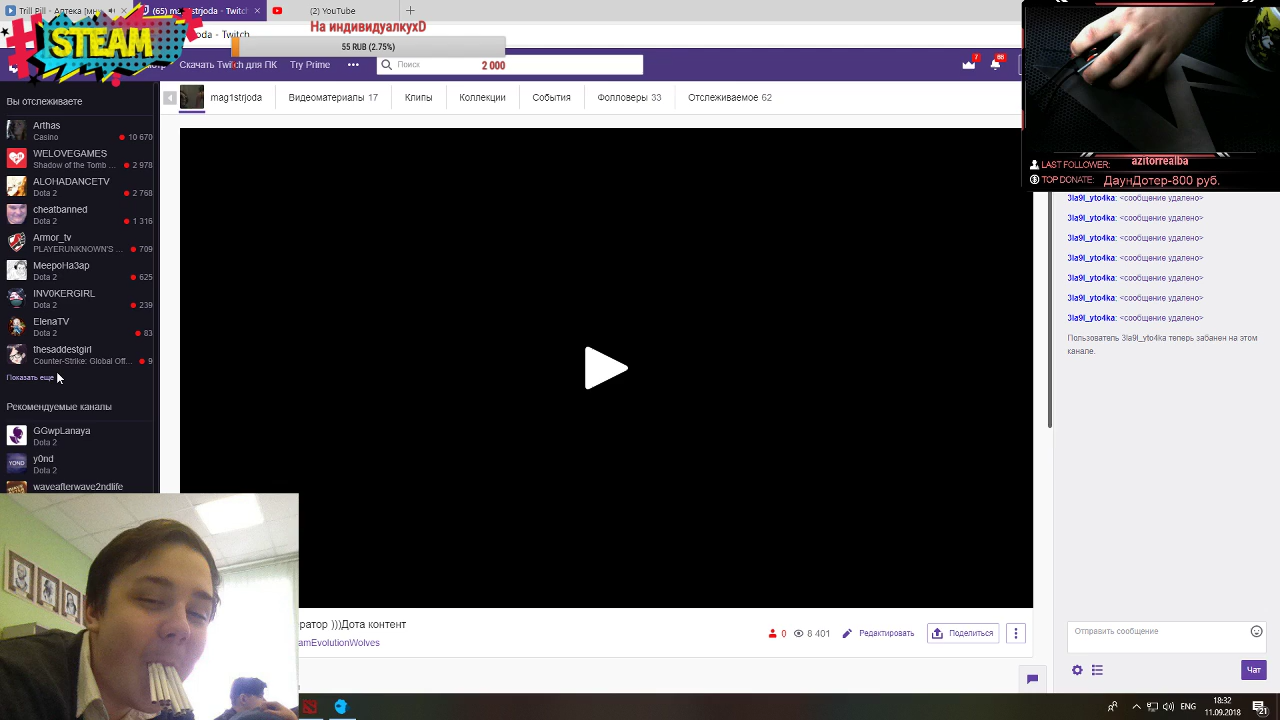 Trill Pill - A
Актобе(Актю
YouTube
da - Twitch
STEAM
На индивидуалкуxD
55 RUB (2.75%)
2 000
Скачать Twitch для ПК
Try Prime
Поиск
7
Вы отслеживаете
Arthas
Casino
10 670
WELOVEGAMES
Shadow of the Tomb ...
2 978
ALOHADANCETV
Dota 2
2 768
cheatbanned
Dota 2
1 316
Armor_tv
PLAYERUNKNOWN'S ...
709
MeepoHa3ap
Dota 2
625
INV0KERGIRL
Dota 2
239
ElenaTV
Dota 2
83
thesaddestgirl
Counter-Strike: Global Off...
9
Показать еще
Рекомендуемые каналы
GGwpLanaya
Dota 2
y0nd
Dota 2
YOND
waveafterwave2ndlife
mag1strjoda
Видеоматериалы 17
Клипы
Коллекции
События
Фолловеры 33
Отслеживаемое 62
LAST FOLLOWER:
azitorrealba
TOP DONATE:
ДаунДотер-800 руб.
3la9l_yto4ka: <сообщение удалено>
3la9l_yto4ka: <сообщение удалено>
3la9l_yto4ka: <сообщение удалено>
3la9l_yto4ka: <сообщение удалено>
3la9l_yto4ka: <сообщение удалено>
3la9l_yto4ka: <сообщение удалено>
3la9l_yto4ka: <сообщение удалено>
Пользователь 3la9l_yto4ka теперь забанен на этом
канале.
ратор )))Дота контент
amEvolutionWolves
0
8 401
Редактировать
Поделиться
Отправить сообщение
Чат
ENG
18:32
11.09.2018
21